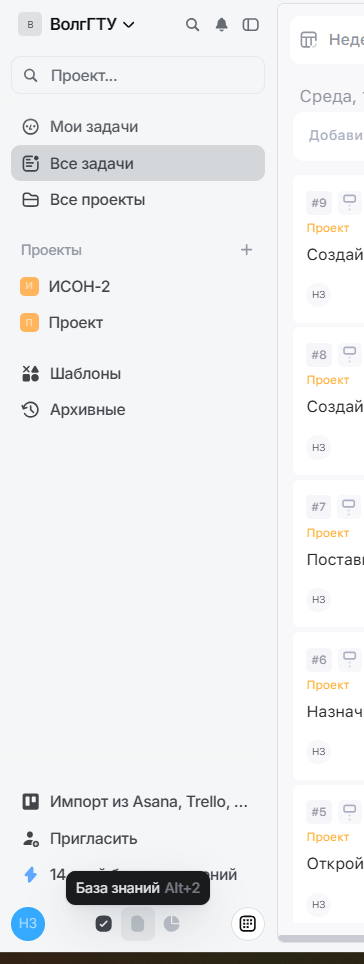 В
ВолгГТУ
Проект...
Мои задачи
Все задачи
Все проекты
Проекты
И
ИСОН-2
П
Проект
Шаблоны
Архивные
Импорт из Asana, Trello, ...
Пригласить
14
ний
База знаний Alt+2
НЗ
Неде
Среда,
Добави
#9
Проект
Создай
НЗ
#8
Проект
Создай
НЗ
#7
Проект
Постави
НЗ
#6
Проект
Назнач
НЗ
#5
Проект
Открой
НЗ